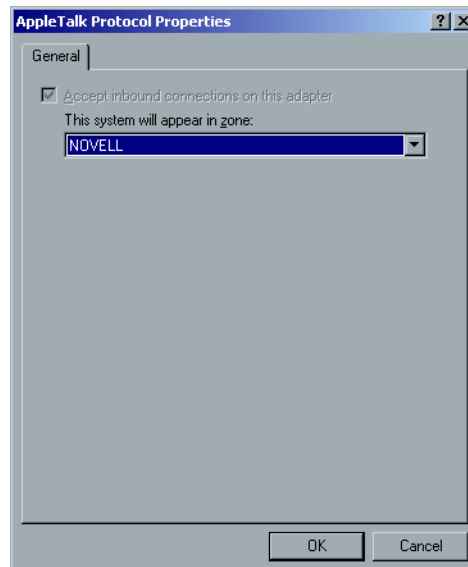 AppleTalk Protocol Properties
General
Accept inbound connections on this adapter
This system will appear in zone:
NOVELL
OK Cancel